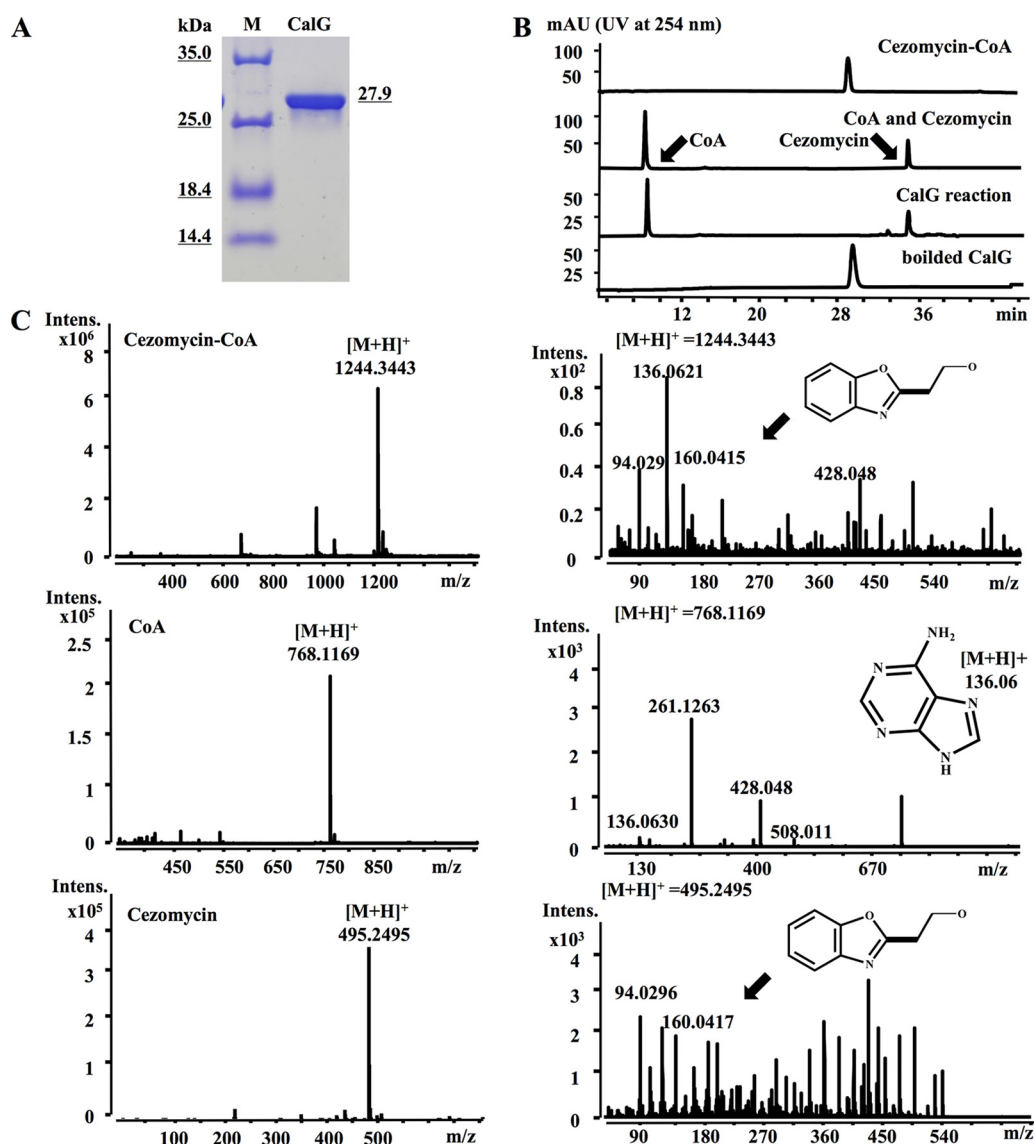 A
kDa M CalG
35.0
27.9
25.0
18.4
14.4
B mAU (UV at 254 nm)
100
50
Cezomycin-CoA
100
50
CoA and Cezomycin
CoA
Cezomycin
50
25
CalG reaction
50
25
boilded CalG
12 20 28 36 min
C
Intens.
x10⁶
Cezomycin-CoA
[M+H]⁺
1244.3443
8
6
4
2
0
400 600 800 1000 1200 m/z
Intens.
x10²
[M+H]⁺ =1244.3443
136.0621
O
N
O
94.029
160.0415
428.048
0.8
0.6
0.4
0.2
0
90 180 270 360 450 540 m/z
Intens.
x10⁵
CoA
[M+H]⁺
768.1169
2.5
2
1.5
1
0
450 550 650 750 850 m/z
Intens.
x10³
[M+H]⁺ =768.1169
NH₂
N
N
N
N
H
[M+H]+
136.06
261.1263
428.048
136.0630
508.011
4
3
2
1
0
130 400 670 m/z
Intens.
x10⁵
Cezomycin
[M+H]⁺
495.2495
4
3
2
1
0
100 200 300 400 500 m/z
Intens.
x10³
[M+H]⁺ =495.2495
O
N
O
94.0296
160.0417
4
3
2
1
0
90 180 270 360 450 540 m/z